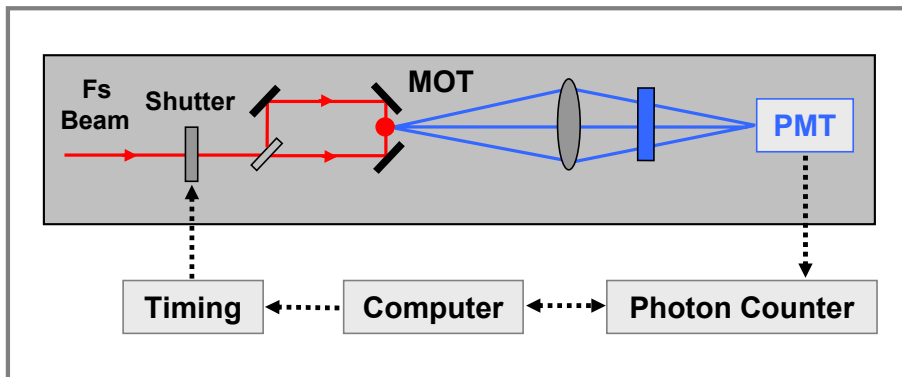 Fs
Beam
Shutter
MOT
PMT
Timing
Computer
Photon Counter